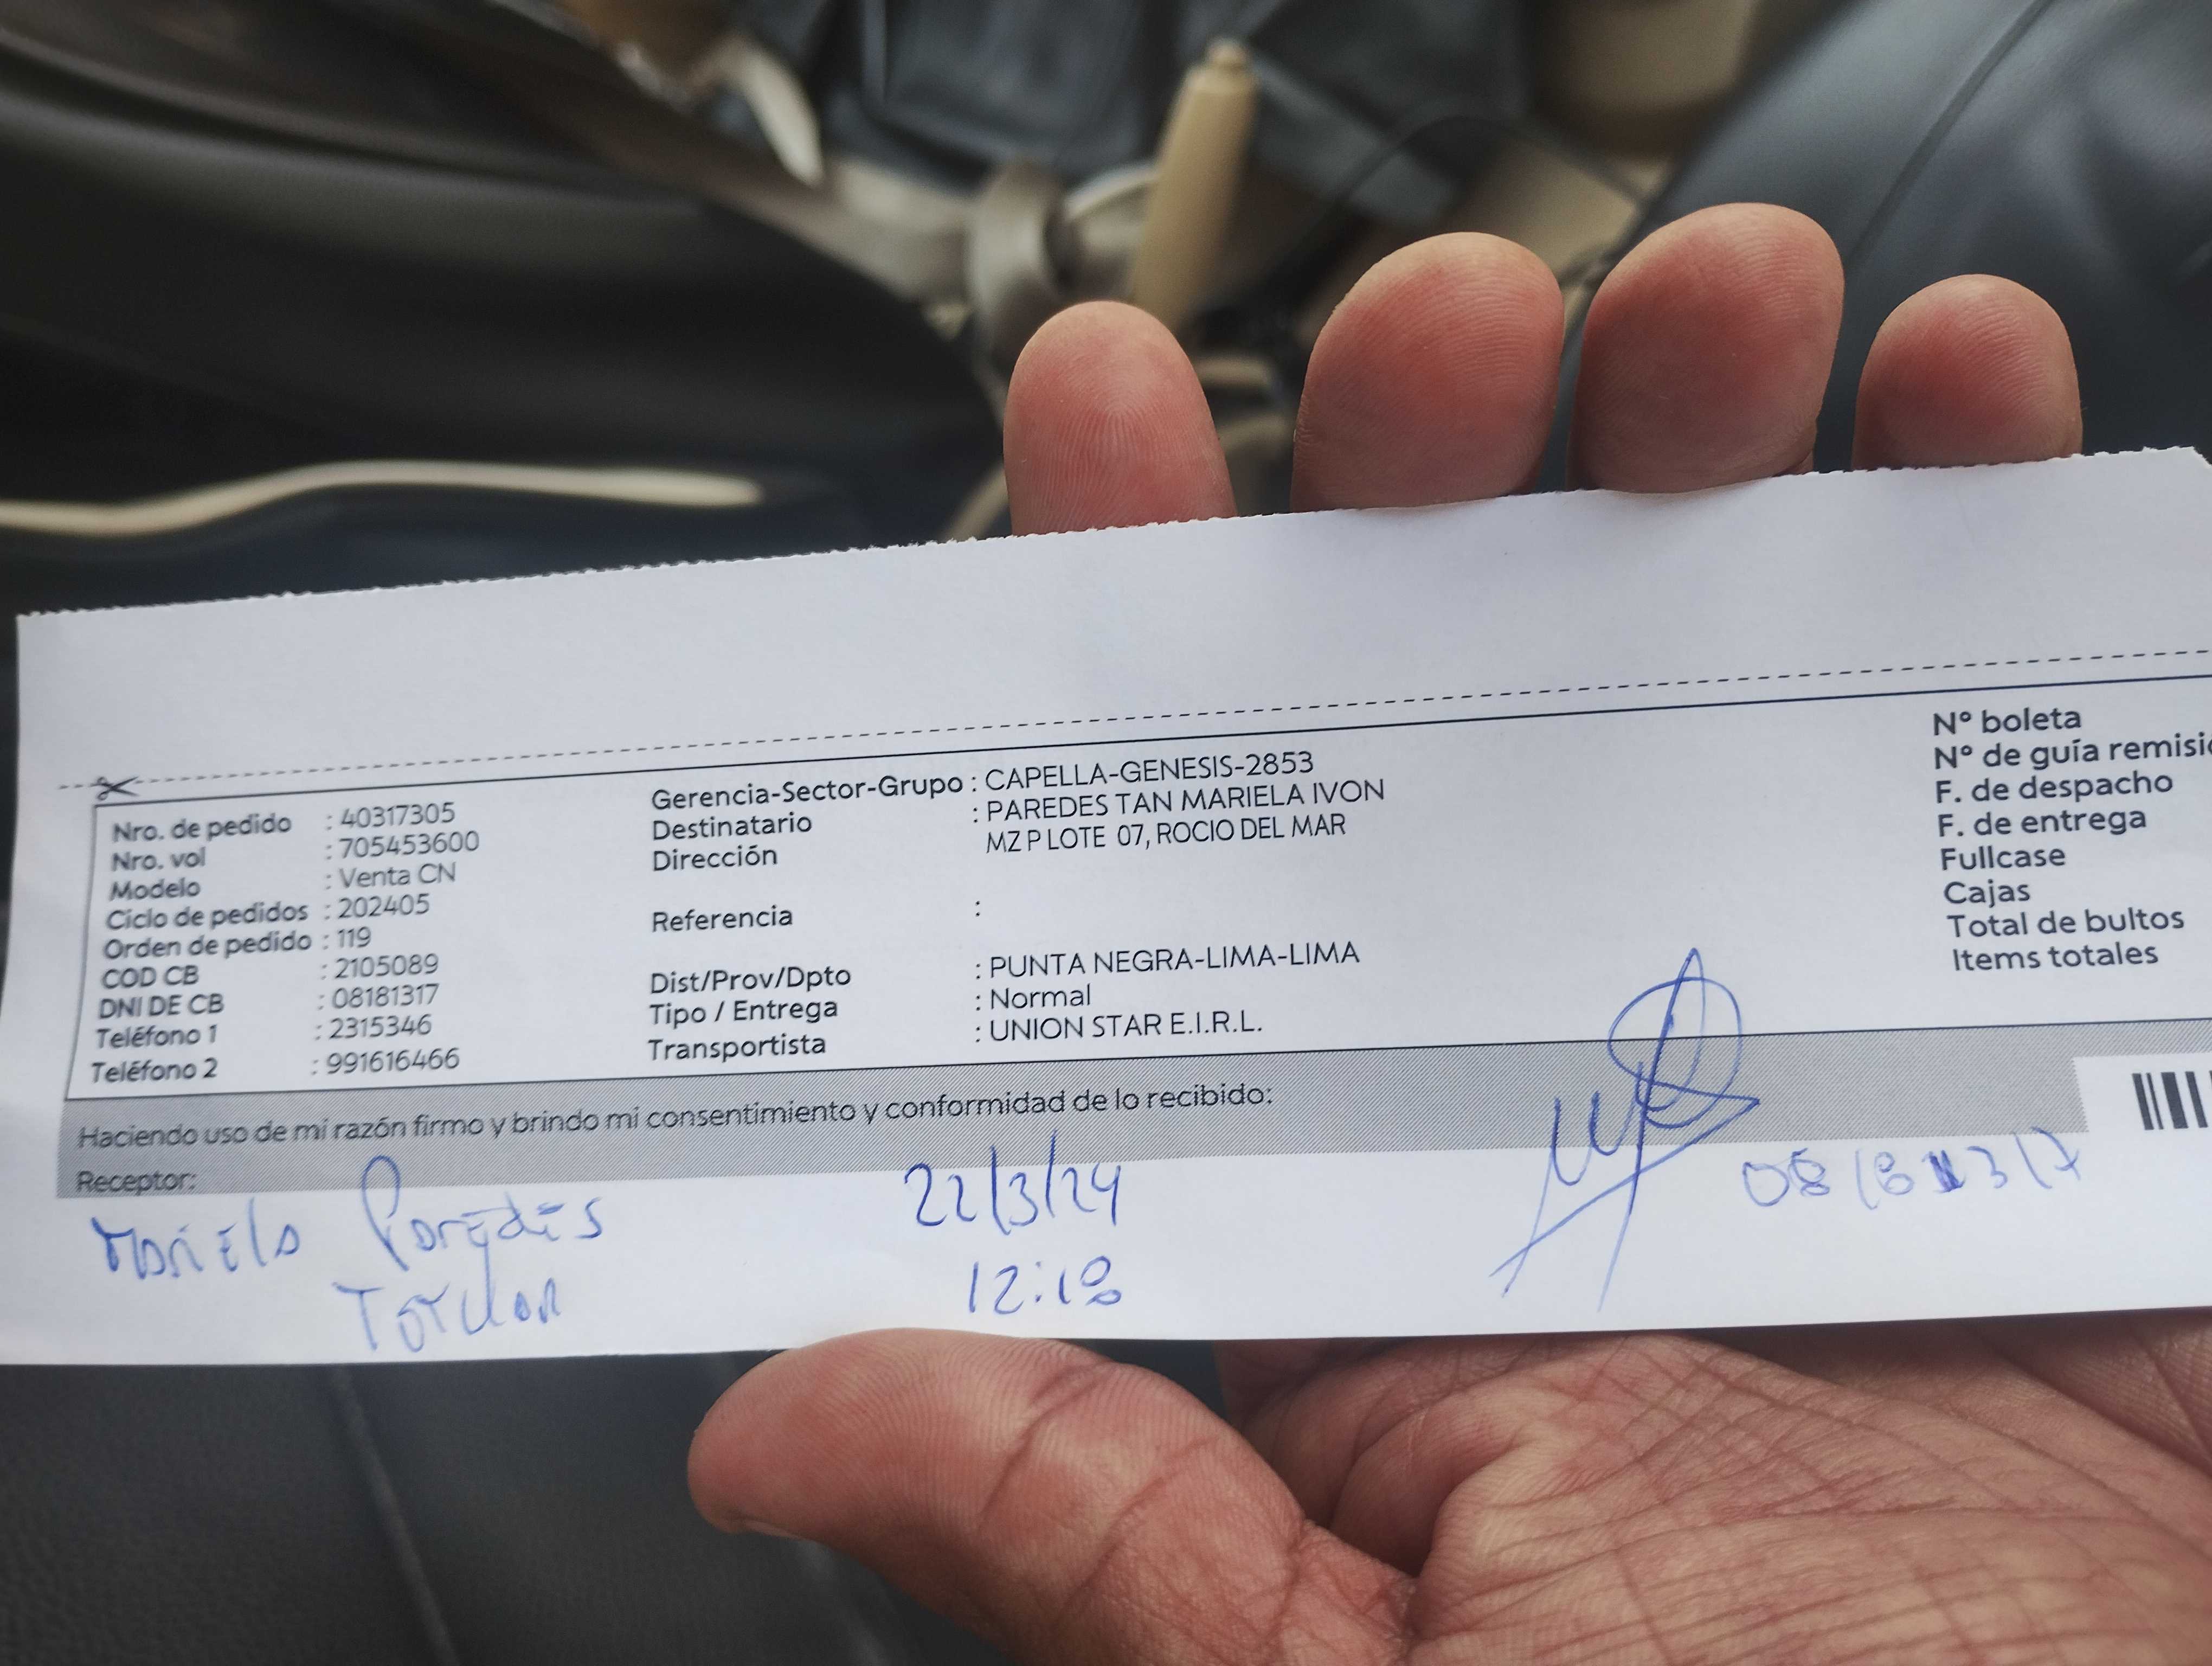 Nro. de pedido : 40317305
Nro. vol : 705453600
Modelo : Venta CN
Ciclo de pedidos : 202405
Orden de pedido : 119
COD CB : 2105089
DNI DE CB : 08181317
Teléfono 1 : 2315346
Teléfono 2 : 991616466
Gerencia-Sector-Grupo : CAPELLA-GENESIS-2853
Destinatario : PAREDES TAN MARIELA IVON
Dirección MZ P LOTE 07, ROCIO DEL MAR
Referencia :
Dist/Prov/Dpto : PUNTA NEGRA-LIMA-LIMA
Tipo / Entrega : Normal
Transportista : UNION STAR E.I.R.L.
N° boleta
N° de guía remisi
F. de despacho
F. de entrega
Fullcase
Cajas
Total de bultos
Items totales
Haciendo uso de mi razón firmo y brindo mi consentimiento y conformidad de lo recibido:
Receptor:
Mariela Paredes
22/3/24
12:18